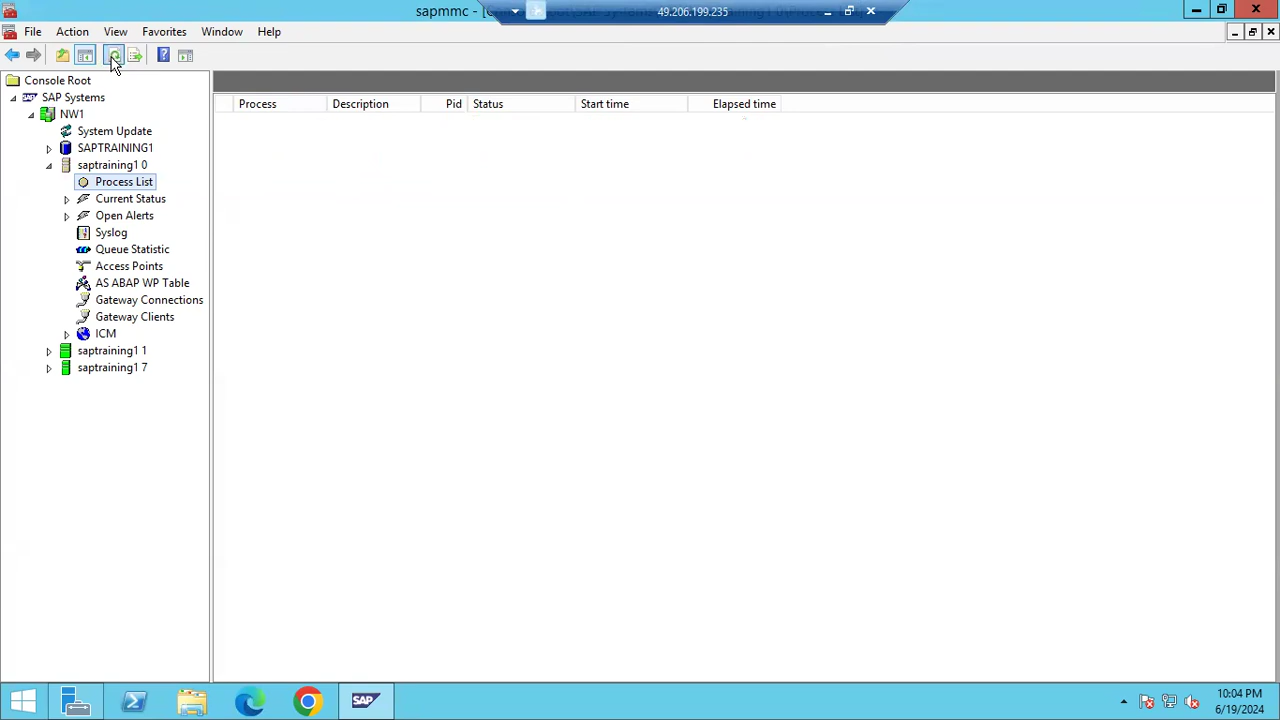 sapmmc - [
49.206.199.235
File Action View Favorites Window Help
Console Root
SAP Systems
NW1
System Update
SAPTRAINING1
saptraining1 0
Process List
Current Status
Open Alerts
Syslog
Queue Statistic
Access Points
AS ABAP WP Table
Gateway Connections
Gateway Clients
ICM
saptraining1 1
saptraining1 7
Process Description Pid Status Start time Elapsed time
SAP
10:04 PM
6/19/2024